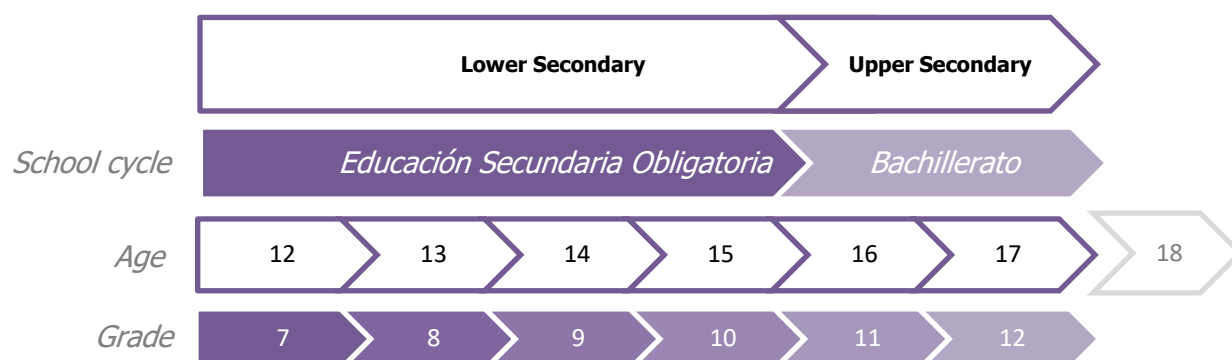 Lower Secondary Upper Secondary
School cycle Educación Secundaria Obligatoria Bachillerato
Age 12 13 14 15 16 17 18
Grade 7 8 9 10 11 12